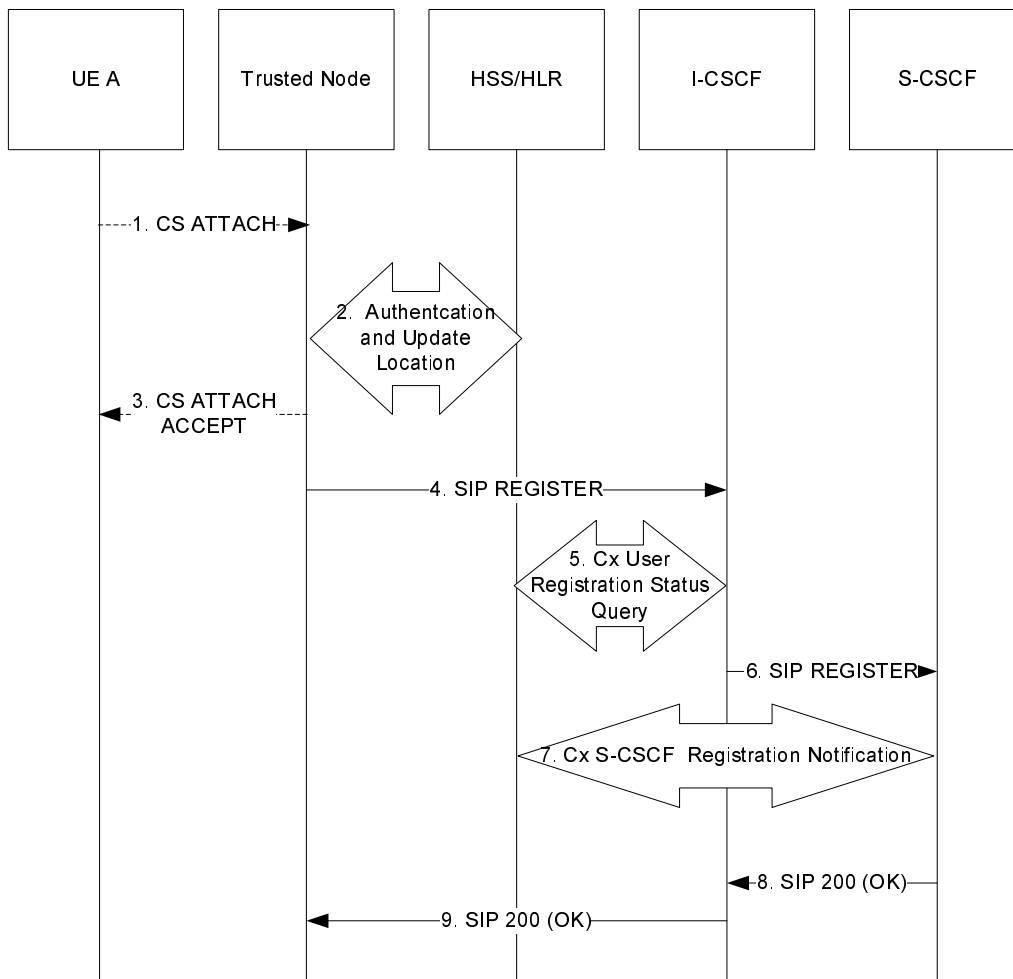 UE A
Trusted Node
HSS/HLR
I-CSCF
S-CSCF
1. CS ATTACH
2. Authentcation
and Update
Location
3. CS ATTACH
ACCEPT
4. SIP REGISTER
5. Cx User
Registration Status
Query
6. SIP REGISTER
7. Cx S-CSCF Registration Notification
8. SIP 200 (OK)
9. SIP 200 (OK)